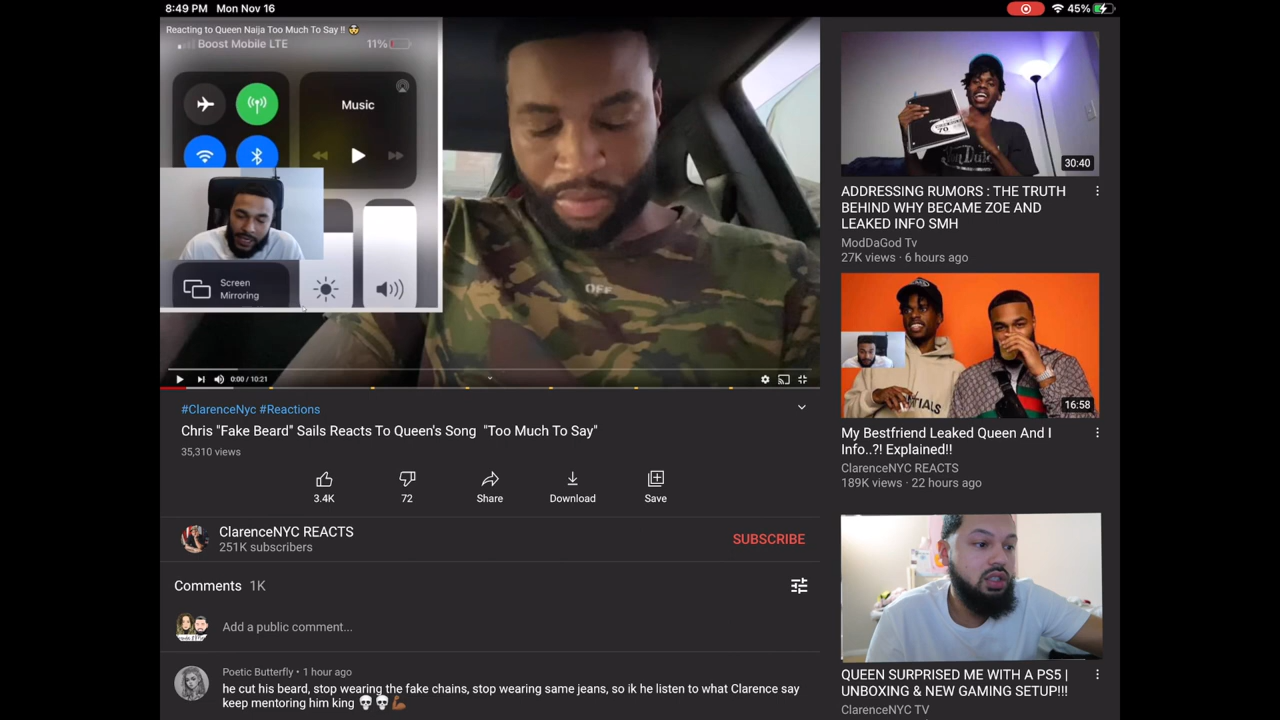 8:49 PM Mon Nov 16
45%
Reacting to Queen Naija Too Much To Say !! 
Boost Mobile LTE
11%
Music
Screen
Mirroring
OFF
0:00 / 10:21
#ClarenceNyc #Reactions
Chris "Fake Beard" Sails Reacts To Queen's Song "Too Much To Say"
35,310 views
3.4K
72
Share
Download
Save
ClarenceNYC REACTS
251K subscribers
SUBSCRIBE
Comments 1K
Add a public comment...
Poetic Butterfly • 1 hour ago
he cut his beard, stop wearing the fake chains, stop wearing same jeans, so ik he listen to what Clarence say
keep mentoring him king 💀💀💪🏾
70
30:40
ADDRESSING RUMORS : THE TRUTH
BEHIND WHY BECAME ZOE AND
LEAKED INFO SMH
ModDaGod Tv
27K views · 6 hours ago
16:58
My Bestfriend Leaked Queen And I
Info..?! Explained!!
ClarenceNYC REACTS
189K views · 22 hours ago
QUEEN SURPRISED ME WITH A PS5 |
UNBOXING & NEW GAMING SETUP!!!
ClarenceNYC TV